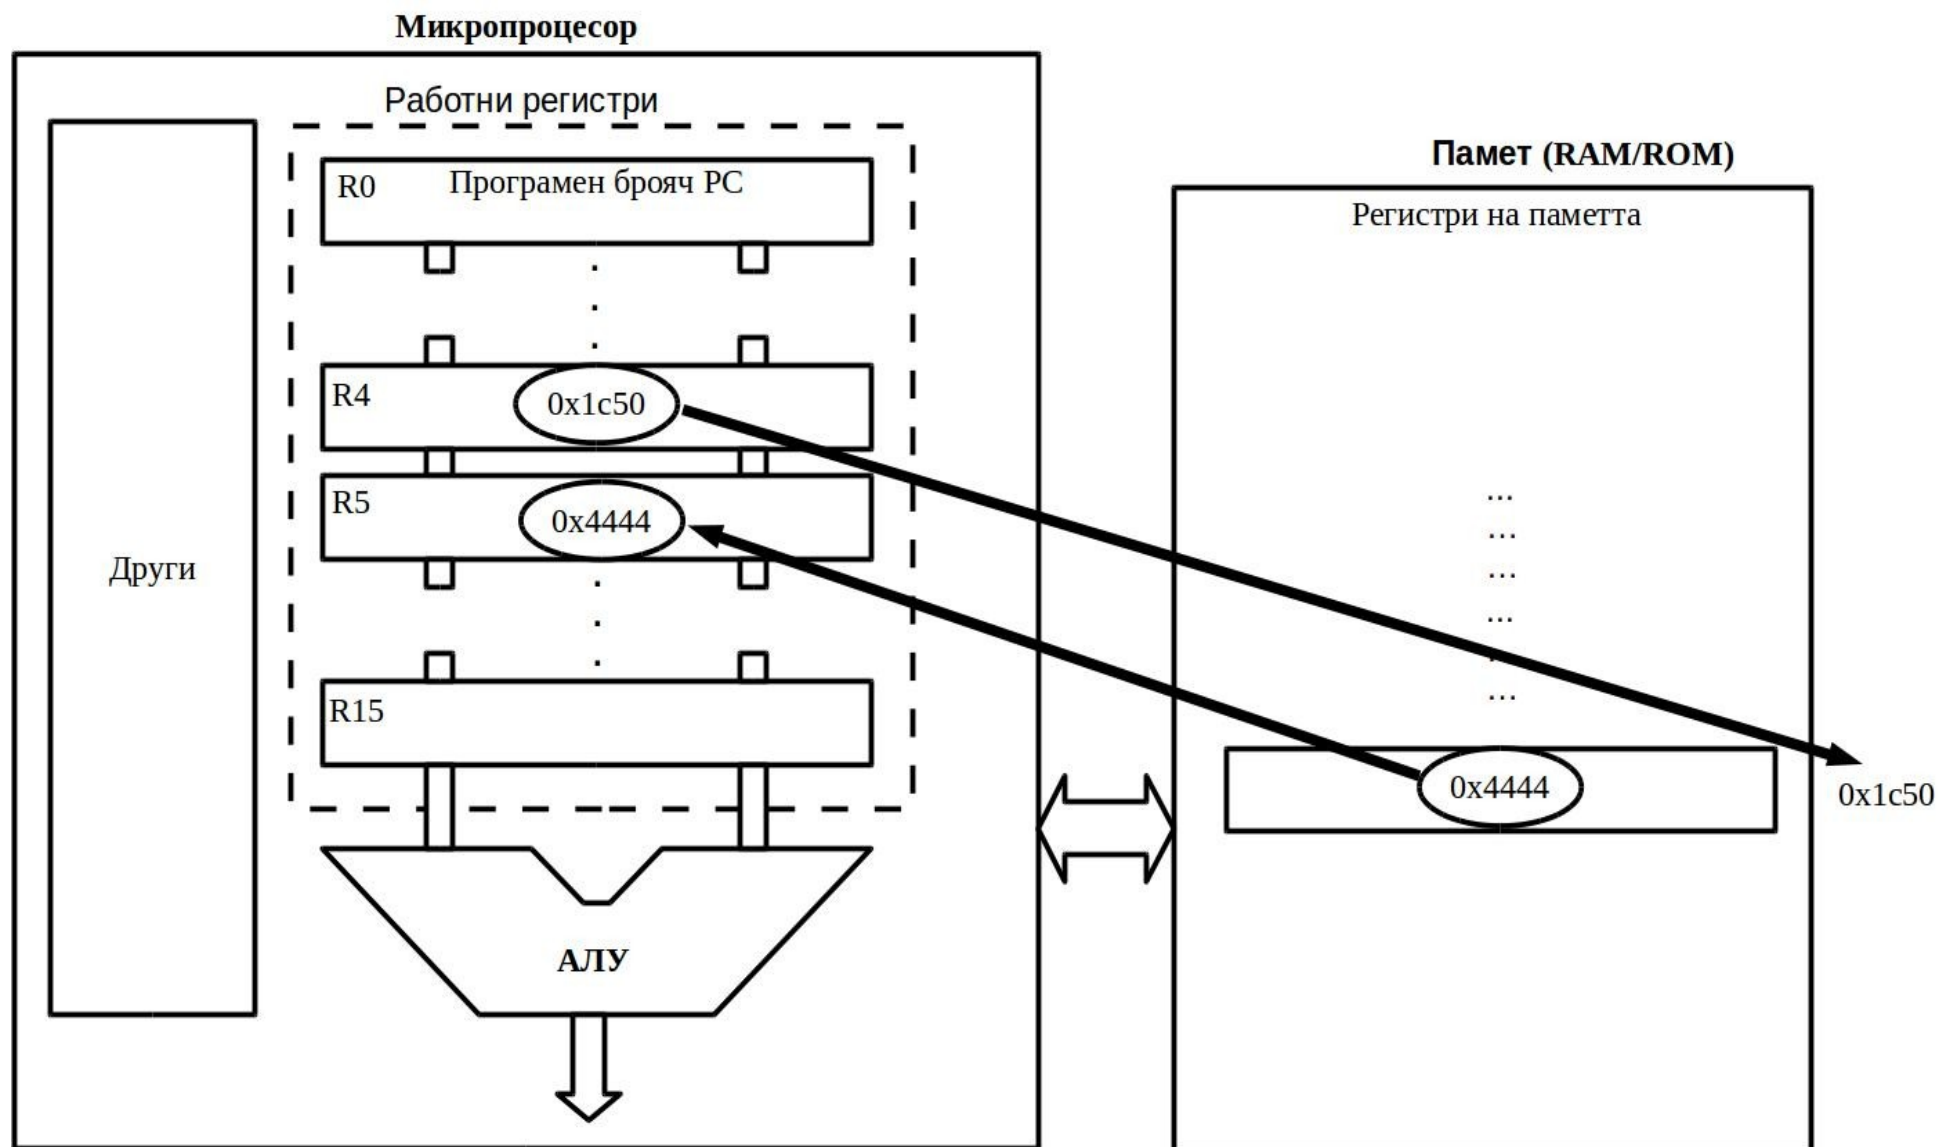 Микропроцесор
Работни регистри
R0
Програмен брояч PC
.
.
.
R4
0x1c50
R5
0x4444
.
.
.
R15
Други
АЛУ
Памет (RAM/ROM)
Регистри на паметта
...
...
...
...
...
0x4444
0x1c50